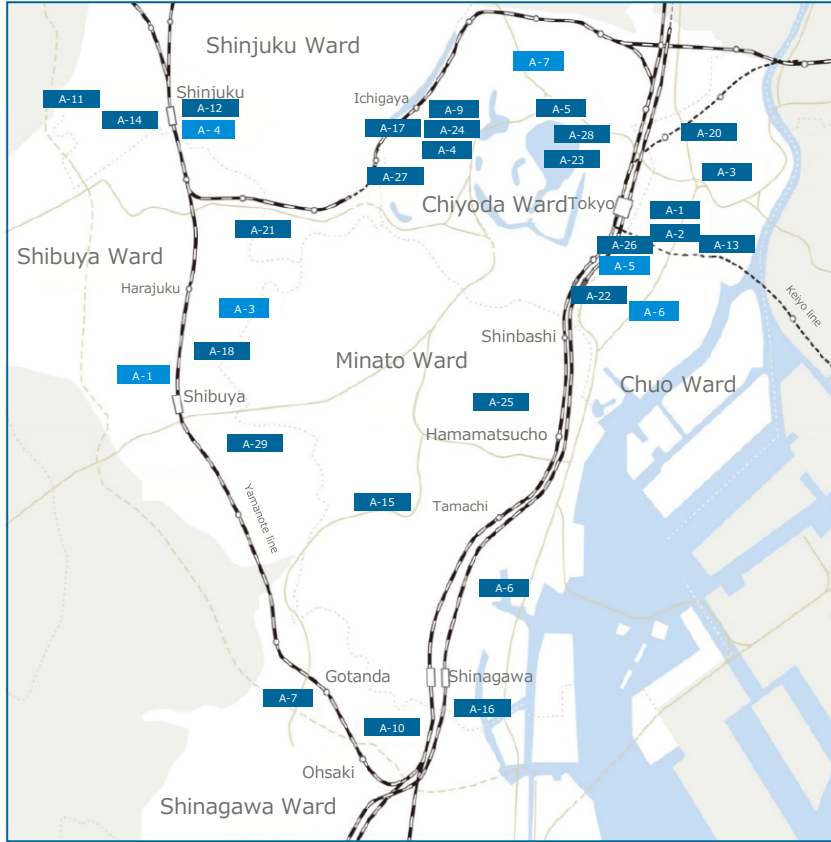 Shinjuku Ward
A-7
Shinjuku
A-11
A-14
A-12
A- 4
Ichigaya
A-9
A-17
A-24
A-4
A-27
A-5
A-28
A-23
A-20
A-3
Chiyoda Ward
Tokyo
A-1
A-2
A-13
A-26
A-5
A-21
Shibuya Ward
Harajuku
A-3
A-22
A-6
Keiyo line
Shinbashi
A-18
Minato Ward
A-1
Shibuya
Chuo Ward
A-25
Hamamatsucho
A-29
Yamanote line
A-15
Tamachi
A-6
Gotanda
Shinagawa
A-7
A-16
A-10
Ohsaki
Shinagawa Ward